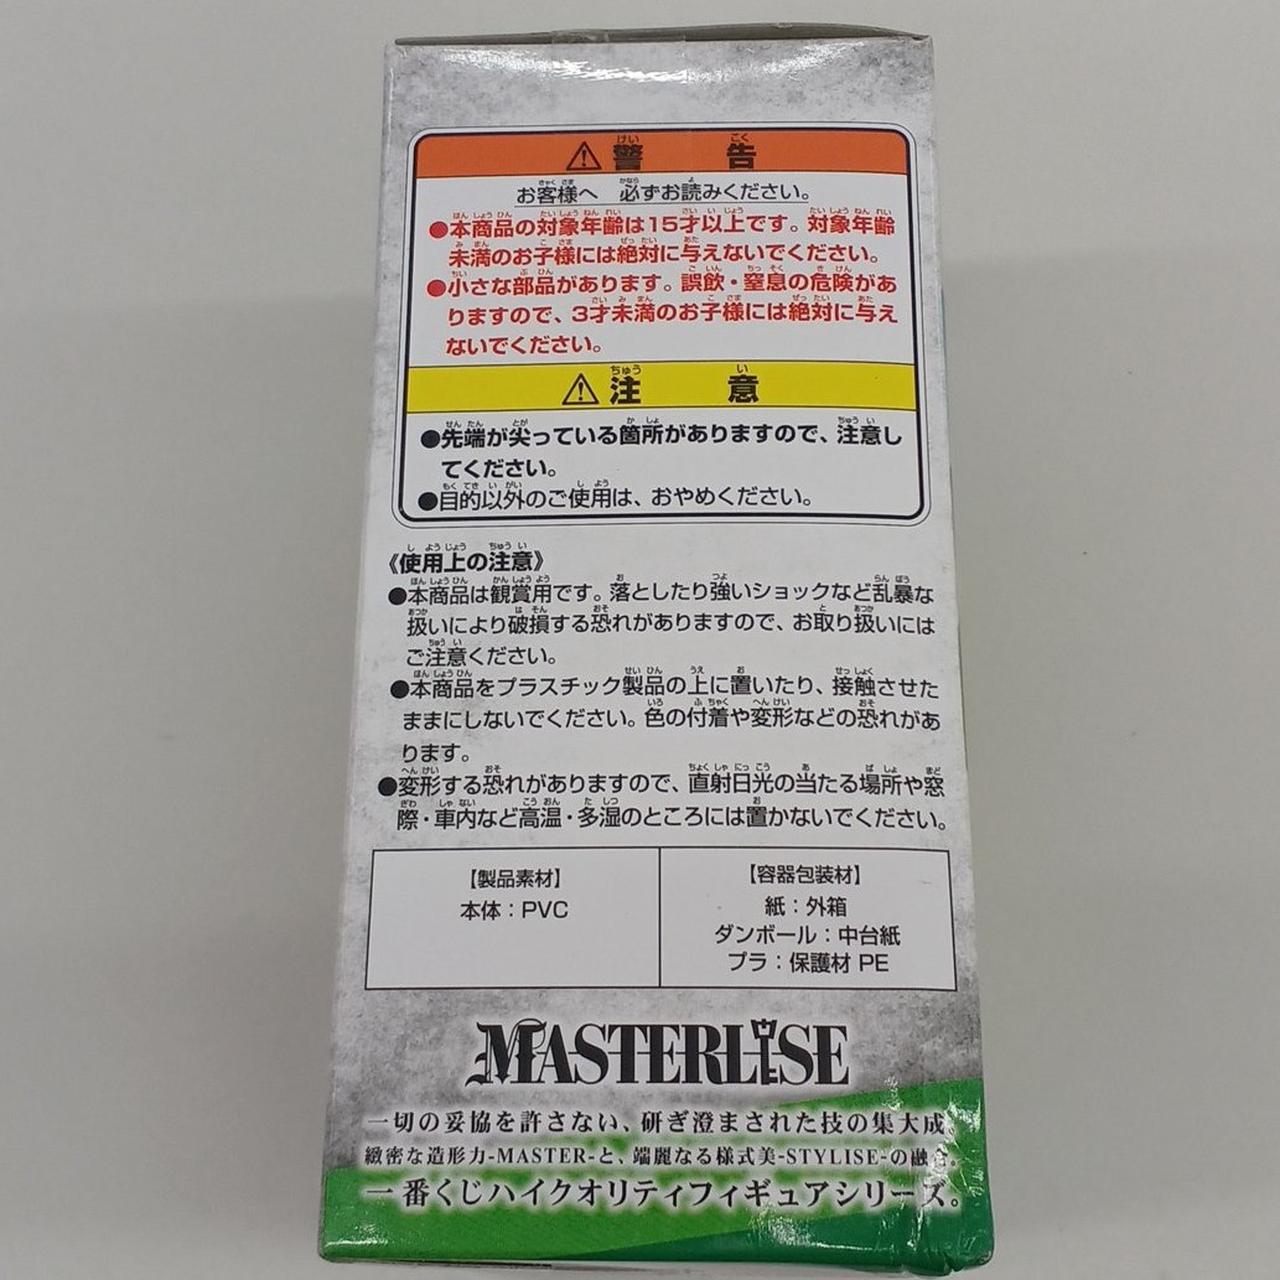 ⚠警告
お客様へ 必ずお読みください。
●本商品の対象年齢は15才以上です。対象年齢
未満のお子様には絶対に与えないでください。
●小さな部品があります。誤飲・窒息の危険があ
りますので、3才未満のお子様には絶対に与え
ないでください。
⚠注意
●先端が尖っている箇所がありますので、注意し
てください。
●目的以外のご使用は、おやめください。
《使用上の注意》
●本商品は観賞用です。落としたり強いショックなど乱暴な
扱いにより破損する恐れがありますので、お取り扱いには
ご注意ください。
●本商品をプラスチック製品の上に置いたり、接触させた
ままにしないでください。色の付着や変形などの恐れがあ
ります。
●変形する恐れがありますので、直射日光の当たる場所や窓
際・車内など高温・多湿のところには置かないでください。
【製品素材】
本体：PVC
【容器包装材】
紙：外箱
ダンボール：中台紙
プラ：保護材 PE
MASTERLISE
一切の妥協を許さない、研ぎ澄まされた技の集大成。
緻密な造形力-MASTER-と、端麗なる様式美-STYLISE-の融合。
一番くじハイクオリティフィギュアシリーズ。